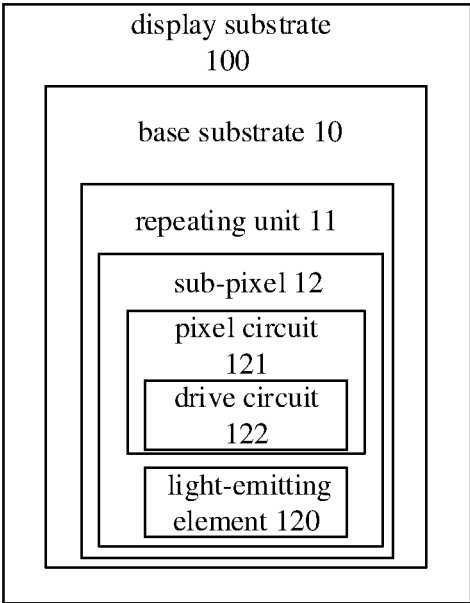 display substrate
100
base substrate 10
repeating unit 11
sub-pixel 12
pixel circuit
121
drive circuit
122
light-emitting
element 120